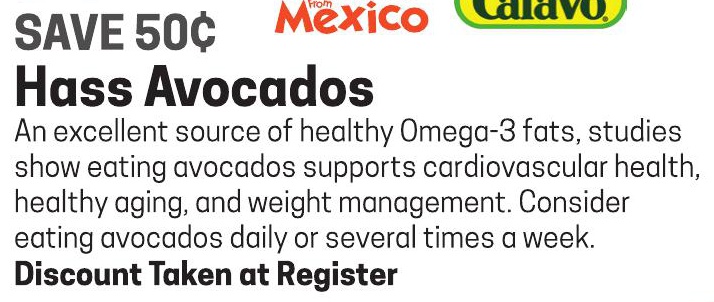 SAVE 50¢
From
Mexico
Calavo®
Hass Avocados
An excellent source of healthy Omega-3 fats, studies
show eating avocados supports cardiovascular health,
healthy aging, and weight management. Consider
eating avocados daily or several times a week.
Discount Taken at Register